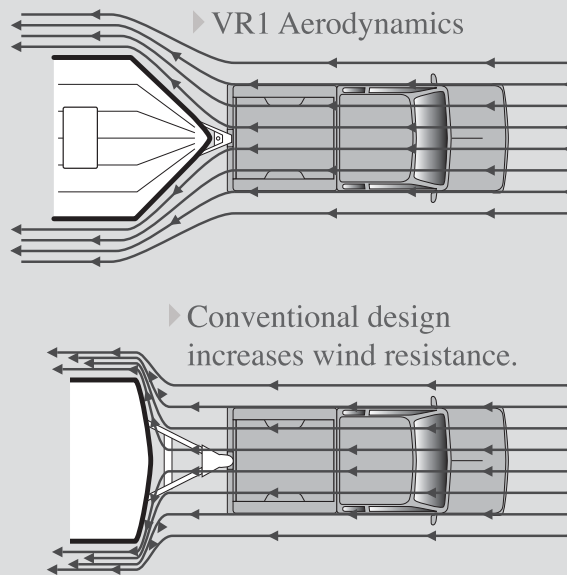 VR1 Aerodynamics
Conventional design
increases wind resistance.